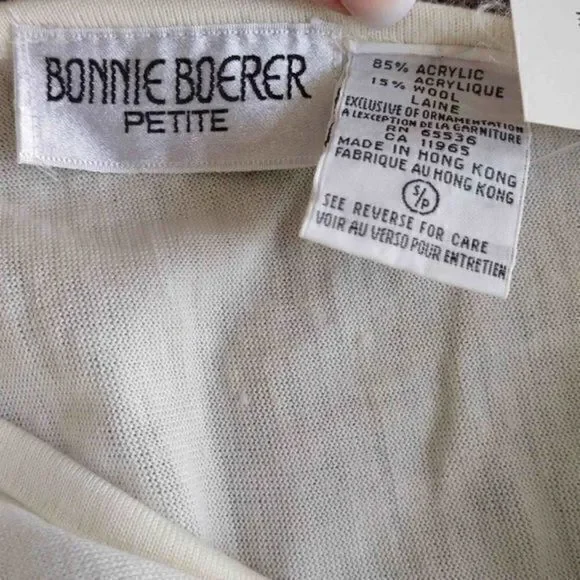 BONNIE BOERER
PETITE
85% ACRYLIC
ACRYLIQUE
15% WOOL
LAINE
EXCLUSIVE OF ORNAMENTATION
A LEXCEPTION DE LA GARNITURE
RN 65536
CA 11965
MADE IN HONG KONG
FABRIQUE AU HONG KONG
S/P
SEE REVERSE FOR CARE
VOIR AU VERSO POUR ENTRETIEN